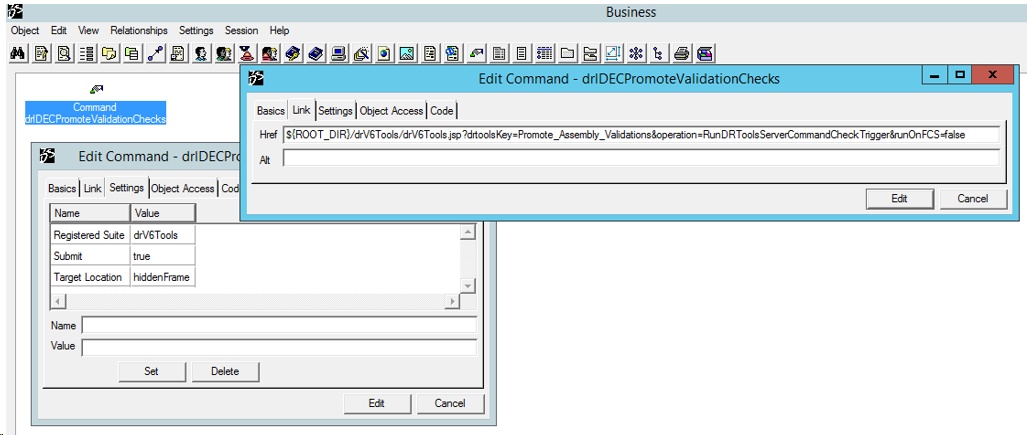 Business
Object Edit View Relationships Settings Session Help
Edit Command - drIDECPromoteValidationChecks
Command
drIDECPromoteValidationChecks
Basics Link Settings Object Access Code
Href ${ROOT_DIR}/drV6Tools/drV6Tools.jsp?drtoolsKey=Promote_Assembly_Validations&operation=RunDRToolsServerCommandCheckTrigger&runOnFCS=false
Alt
Edit Cancel
Edit Command - drIDECPro
Basics Link Settings Object Access Cod
Name Value
Registered Suite drV6Tools
Submit true
Target Location hiddenFrame
Name
Value
Set Delete
Edit Cancel